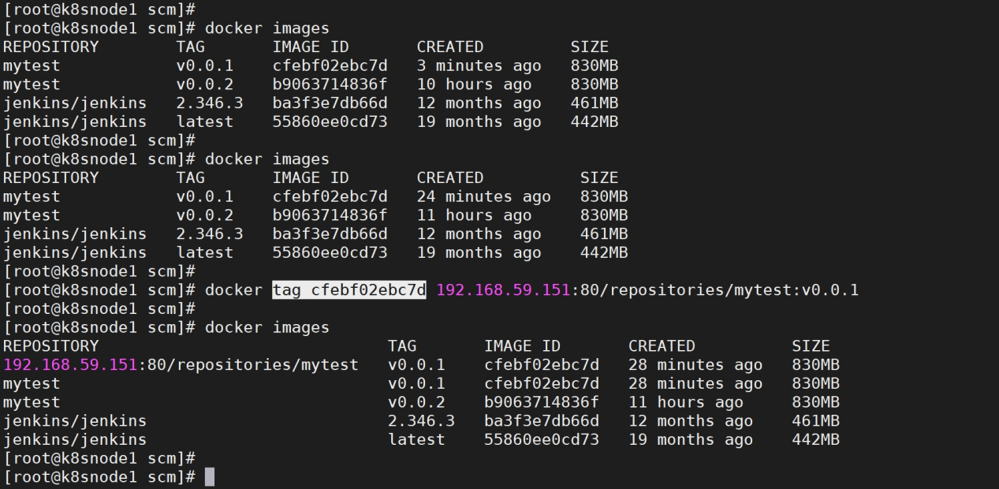 [root@k8snode1 scm]#
[root@k8snode1 scm]# docker images
REPOSITORY        TAG       IMAGE ID       CREATED         SIZE
mytest            v0.0.1    cfebf02ebc7d   3 minutes ago   830MB
mytest            v0.0.2    b9063714836f   10 hours ago    830MB
jenkins/jenkins   2.346.3   ba3f3e7db66d   12 months ago   461MB
jenkins/jenkins   latest    55860ee0cd73   19 months ago   442MB
[root@k8snode1 scm]#
[root@k8snode1 scm]# docker images
REPOSITORY        TAG       IMAGE ID       CREATED          SIZE
mytest            v0.0.1    cfebf02ebc7d   24 minutes ago   830MB
mytest            v0.0.2    b9063714836f   11 hours ago     830MB
jenkins/jenkins   2.346.3   ba3f3e7db66d   12 months ago    461MB
jenkins/jenkins   latest    55860ee0cd73   19 months ago    442MB
[root@k8snode1 scm]#
[root@k8snode1 scm]# docker tag cfebf02ebc7d 192.168.59.151:80/repositories/mytest:v0.0.1
[root@k8snode1 scm]#
[root@k8snode1 scm]# docker images
REPOSITORY                              TAG       IMAGE ID       CREATED          SIZE
192.168.59.151:80/repositories/mytest   v0.0.1    cfebf02ebc7d   28 minutes ago   830MB
mytest                                  v0.0.1    cfebf02ebc7d   28 minutes ago   830MB
mytest                                  v0.0.2    b9063714836f   11 hours ago     830MB
jenkins/jenkins                         2.346.3   ba3f3e7db66d   12 months ago    461MB
jenkins/jenkins                         latest    55860ee0cd73   19 months ago    442MB
[root@k8snode1 scm]#
[root@k8snode1 scm]#